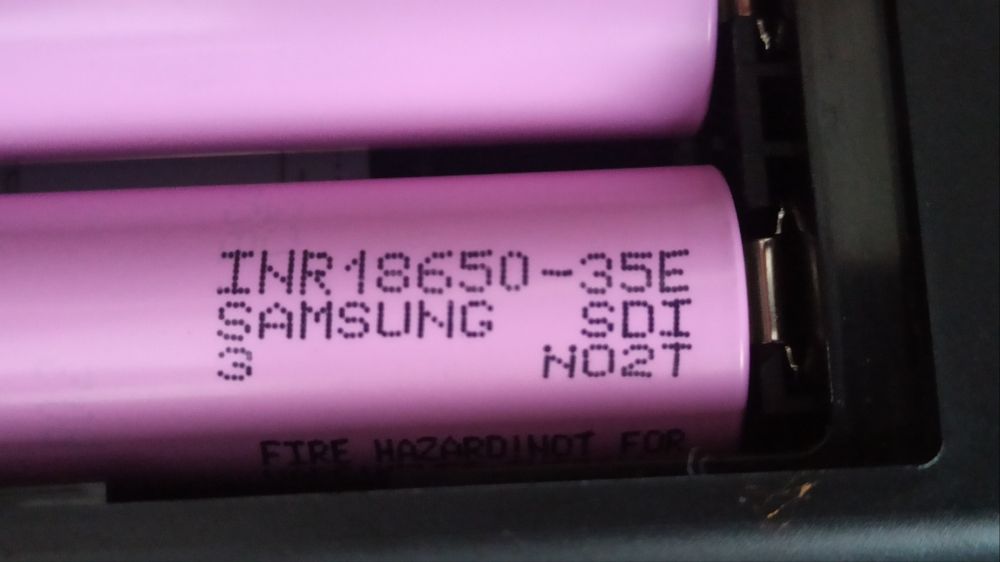 INR18650-35E
SAMSUNG SDI
3 NO2T
FIRE HAZARD!NOT FOR